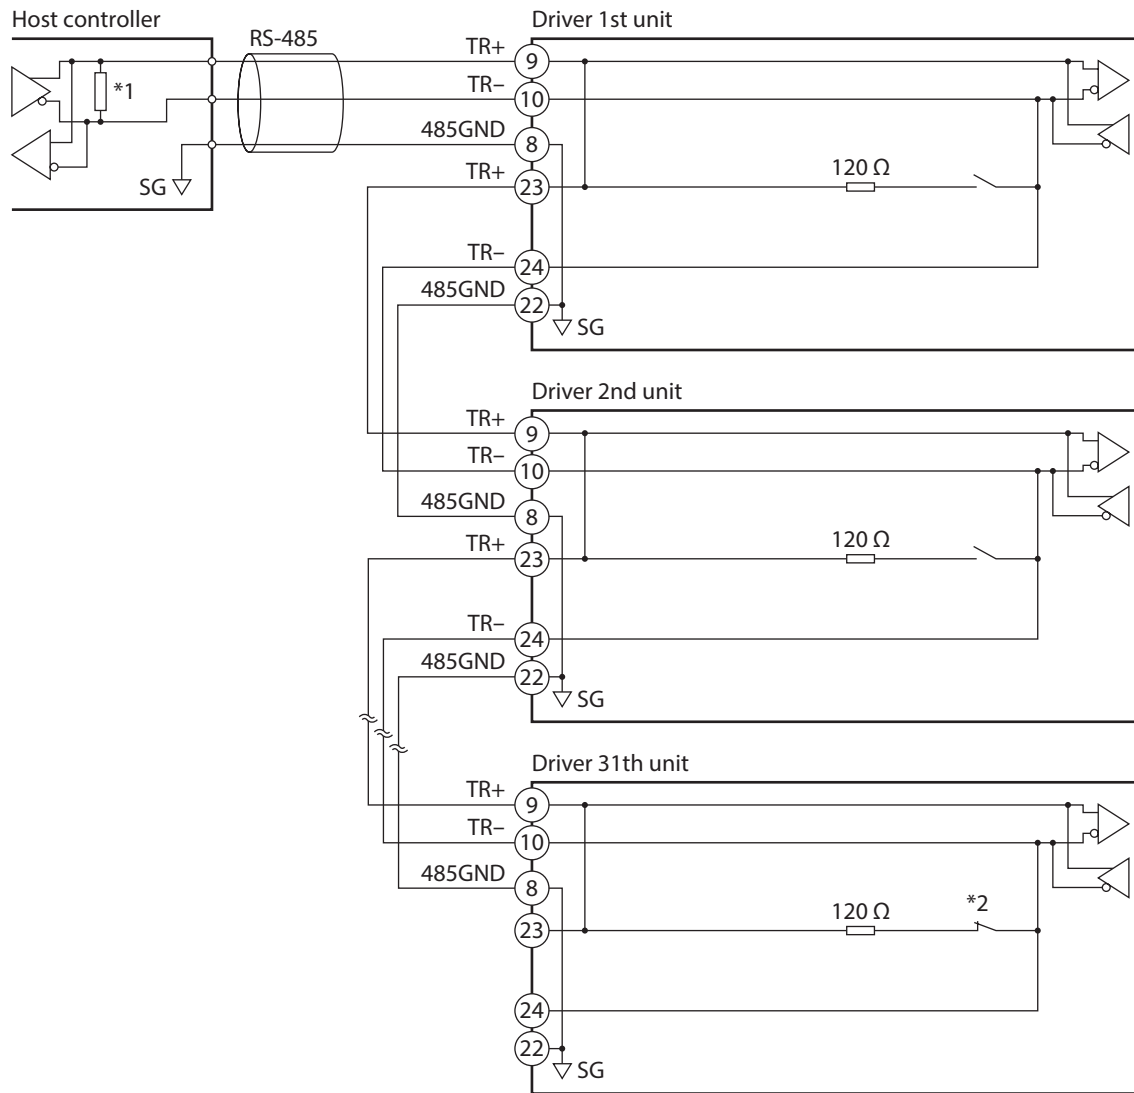 Host controller
RS-485
*1
SG
Driver 1st unit
TR+
9
TR–
10
485GND
8
TR+
23
120 Ω
TR–
24
485GND
22
SG
Driver 2nd unit
TR+
9
TR–
10
485GND
8
TR+
23
120 Ω
TR–
24
485GND
22
SG
Driver 31th unit
TR+
9
TR–
10
485GND
8
23
120 Ω
*2
24
22
SG